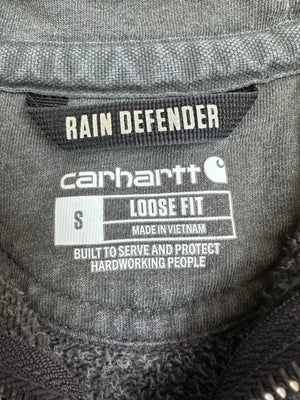 RAIN DEFENDER
carhartt
S LOOSE FIT
MADE IN VIETNAM
BUILT TO SERVE AND PROTECT
HARDWORKING PEOPLE